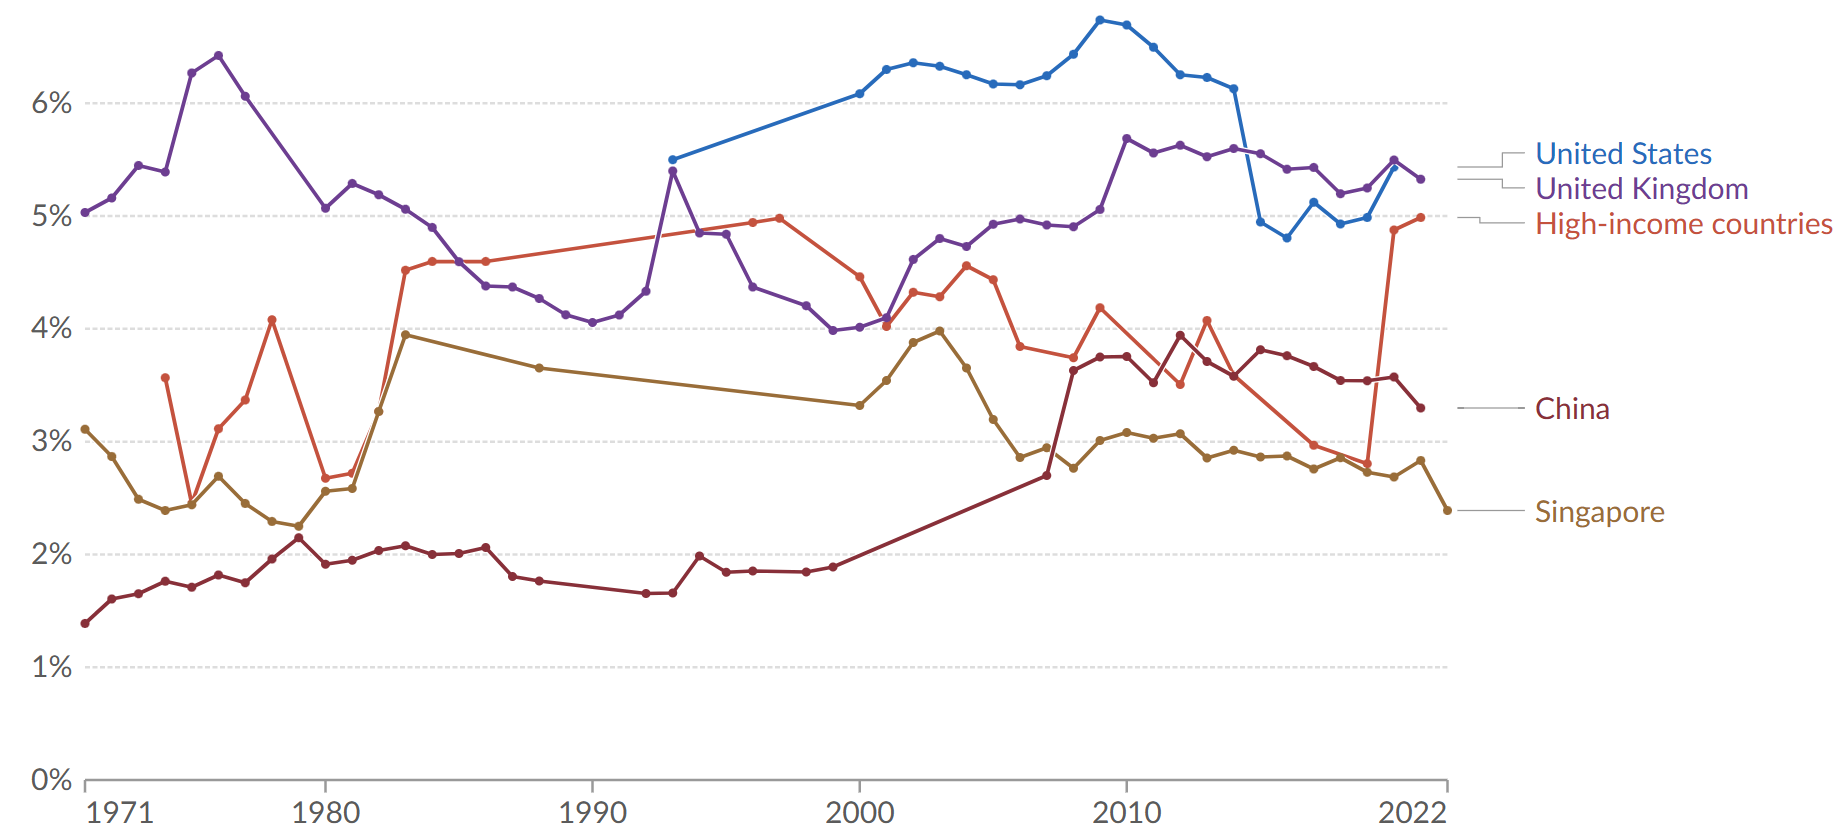 6%
5%
4%
3%
2%
1%
0%
1971 1980 1990 2000 2010 2022
United States
United Kingdom
High-income countries
China
Singapore